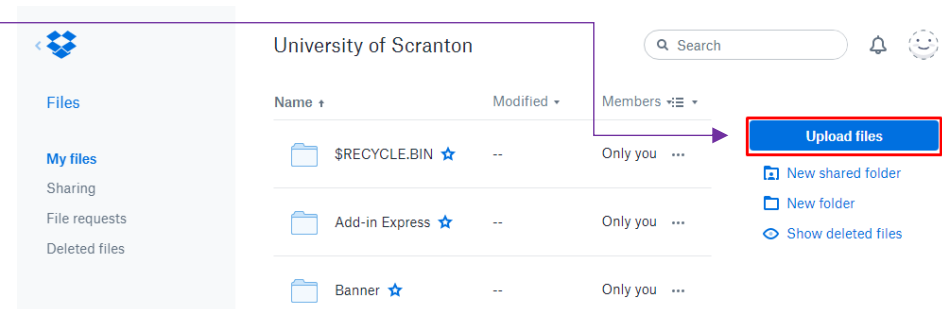 University of Scranton
Search
Files
My files
Sharing
File requests
Deleted files
Name Modified Members
$RECYCLE.BIN -- Only you ...
Add-in Express -- Only you ...
Banner -- Only you ...
Upload files
New shared folder
New folder
Show deleted files